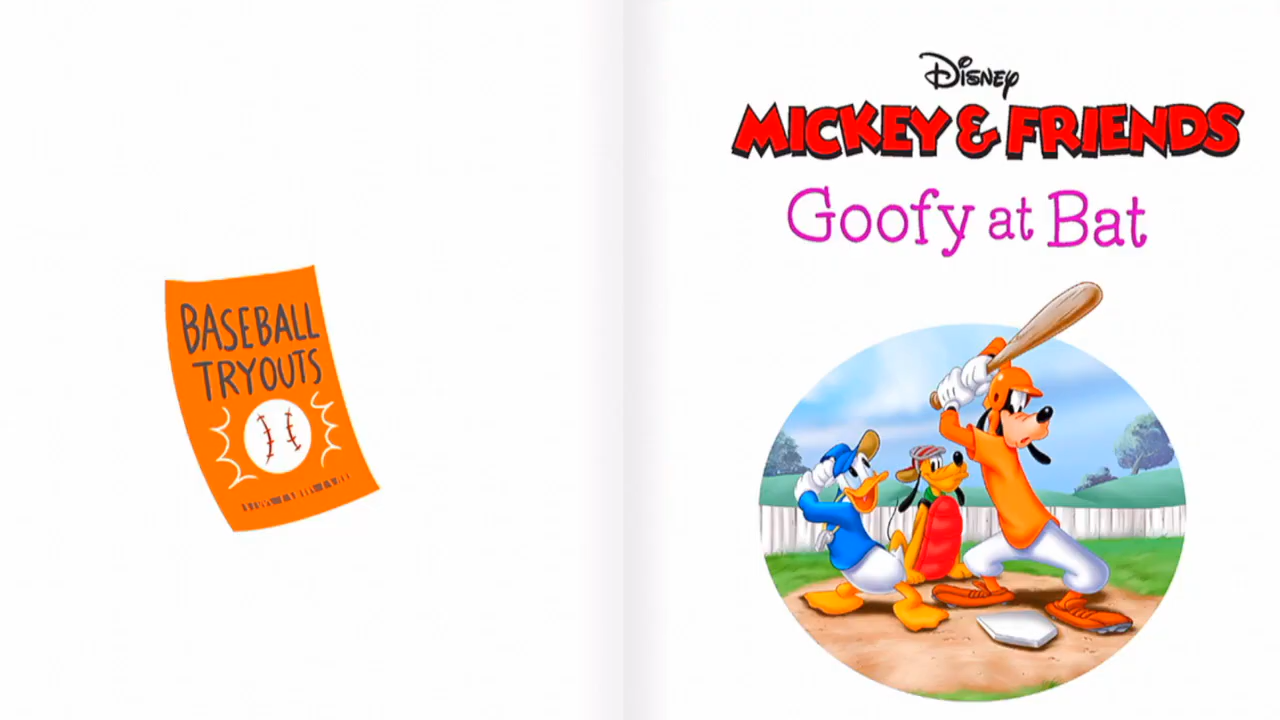 BASEBALL
TRYOUTS
Disney
MICKEY & FRIENDS
Goofy at Bat